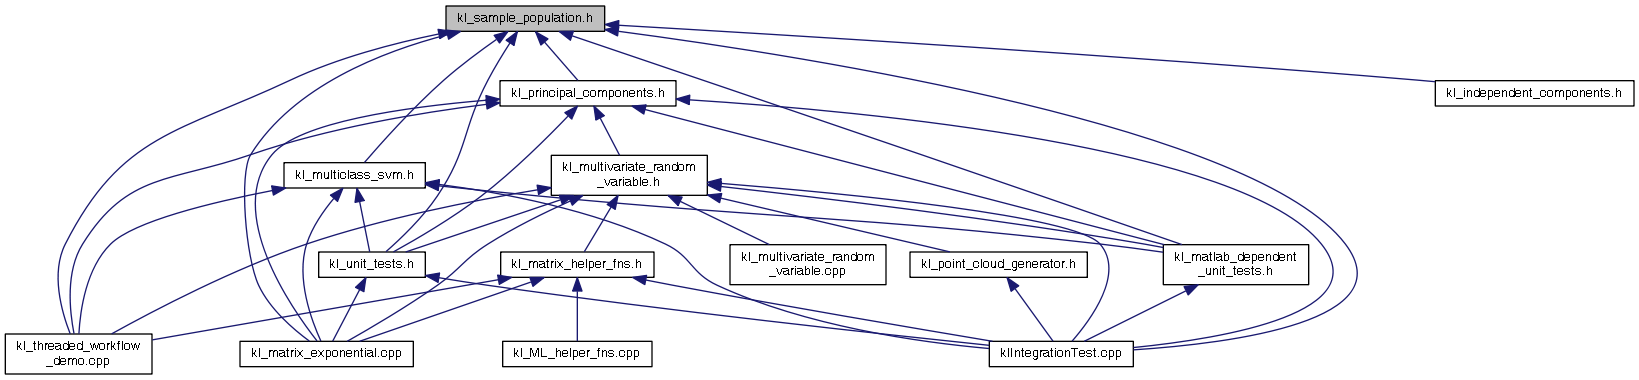 kl_sample_population.h
kl_principal_components.h
kl_independent_components.h
kl_multiclass_svm.h
kl_multivariate_random
_variable.h
kl_unit_tests.h
kl_matrix_helper_fns.h
kl_multivariate_random
_variable.cpp
kl_point_cloud_generator.h
kl_matlab_dependent
_unit_tests.h
kl_threaded_workflow
_demo.cpp
kl_matrix_exponential.cpp
kl_ML_helper_fns.cpp
klIntegrationTest.cpp